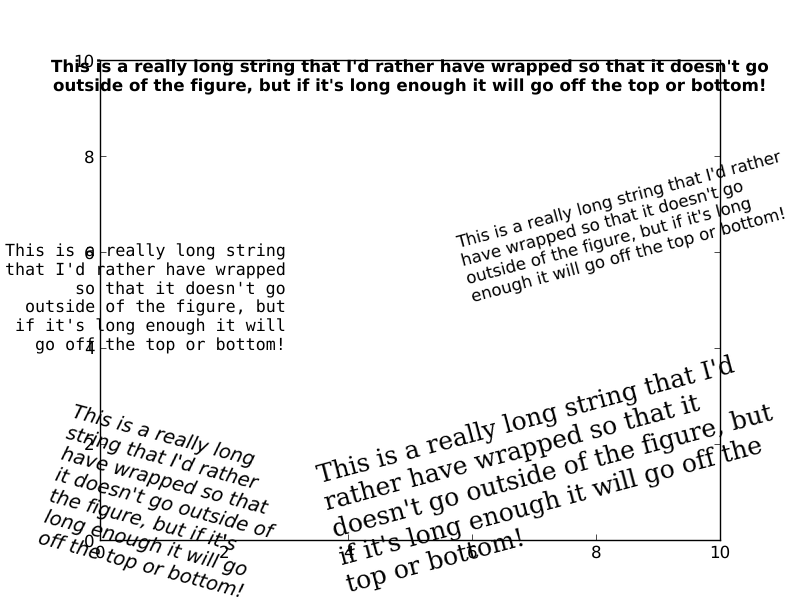 10
This is a really long string that I'd rather have wrapped so that it doesn't go
outside of the figure, but if it's long enough it will go off the top or bottom!
8
This is a really long string that I'd rather
have wrapped so that it doesn't go
outside of the figure, but if it's long
enough it will go off the top or bottom!
6
This is a really long string
that I'd rather have wrapped
so that it doesn't go
outside of the figure, but
if it's long enough it will
go off the top or bottom!
4
This is a really long string that I'd
rather have wrapped so that it
doesn't go outside of the figure, but
if it's long enough it will go off the
top or bottom!
This is a really long
string that I'd rather
have wrapped so that
it doesn't go outside of
the figure, but if it's
long enough it will go
off the top or bottom!
2
0
0 2 4 6 8 10